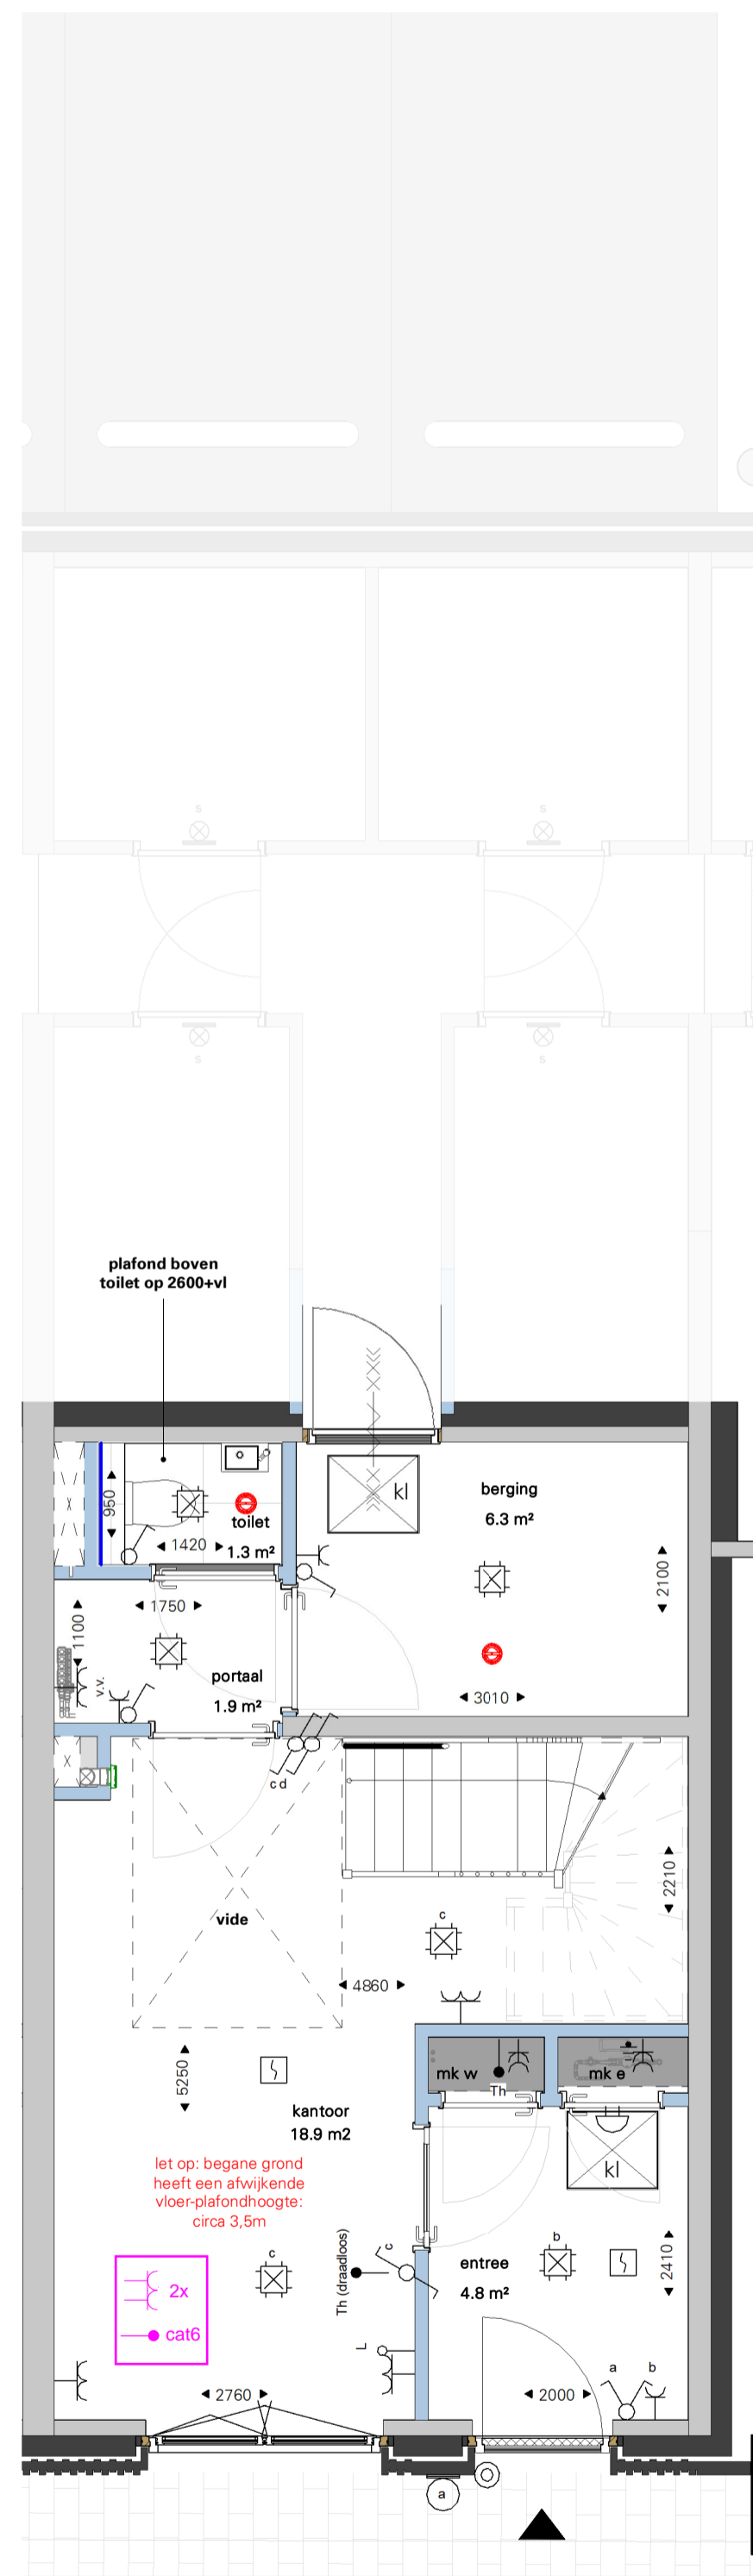 s
s
s
s
plafond boven
toilet op 2600+vl
kl
berging
6.3 m²
950
toilet
1420
1.3 m²
2100
1750
1100
v.v.
portaal
1.9 m²
3010
c d
2210
vide
c
4860
5250
mk w
mk e
Th
kantoor
18.9 m2
kl
let op: begane grond
heeft een afwijkende
vloer-plafondhoogte:
circa 3,5m
Th (draadloos)
c
c
entree
4.8 m²
b
2410
2x
cat6
L
a
b
2760
2000
a